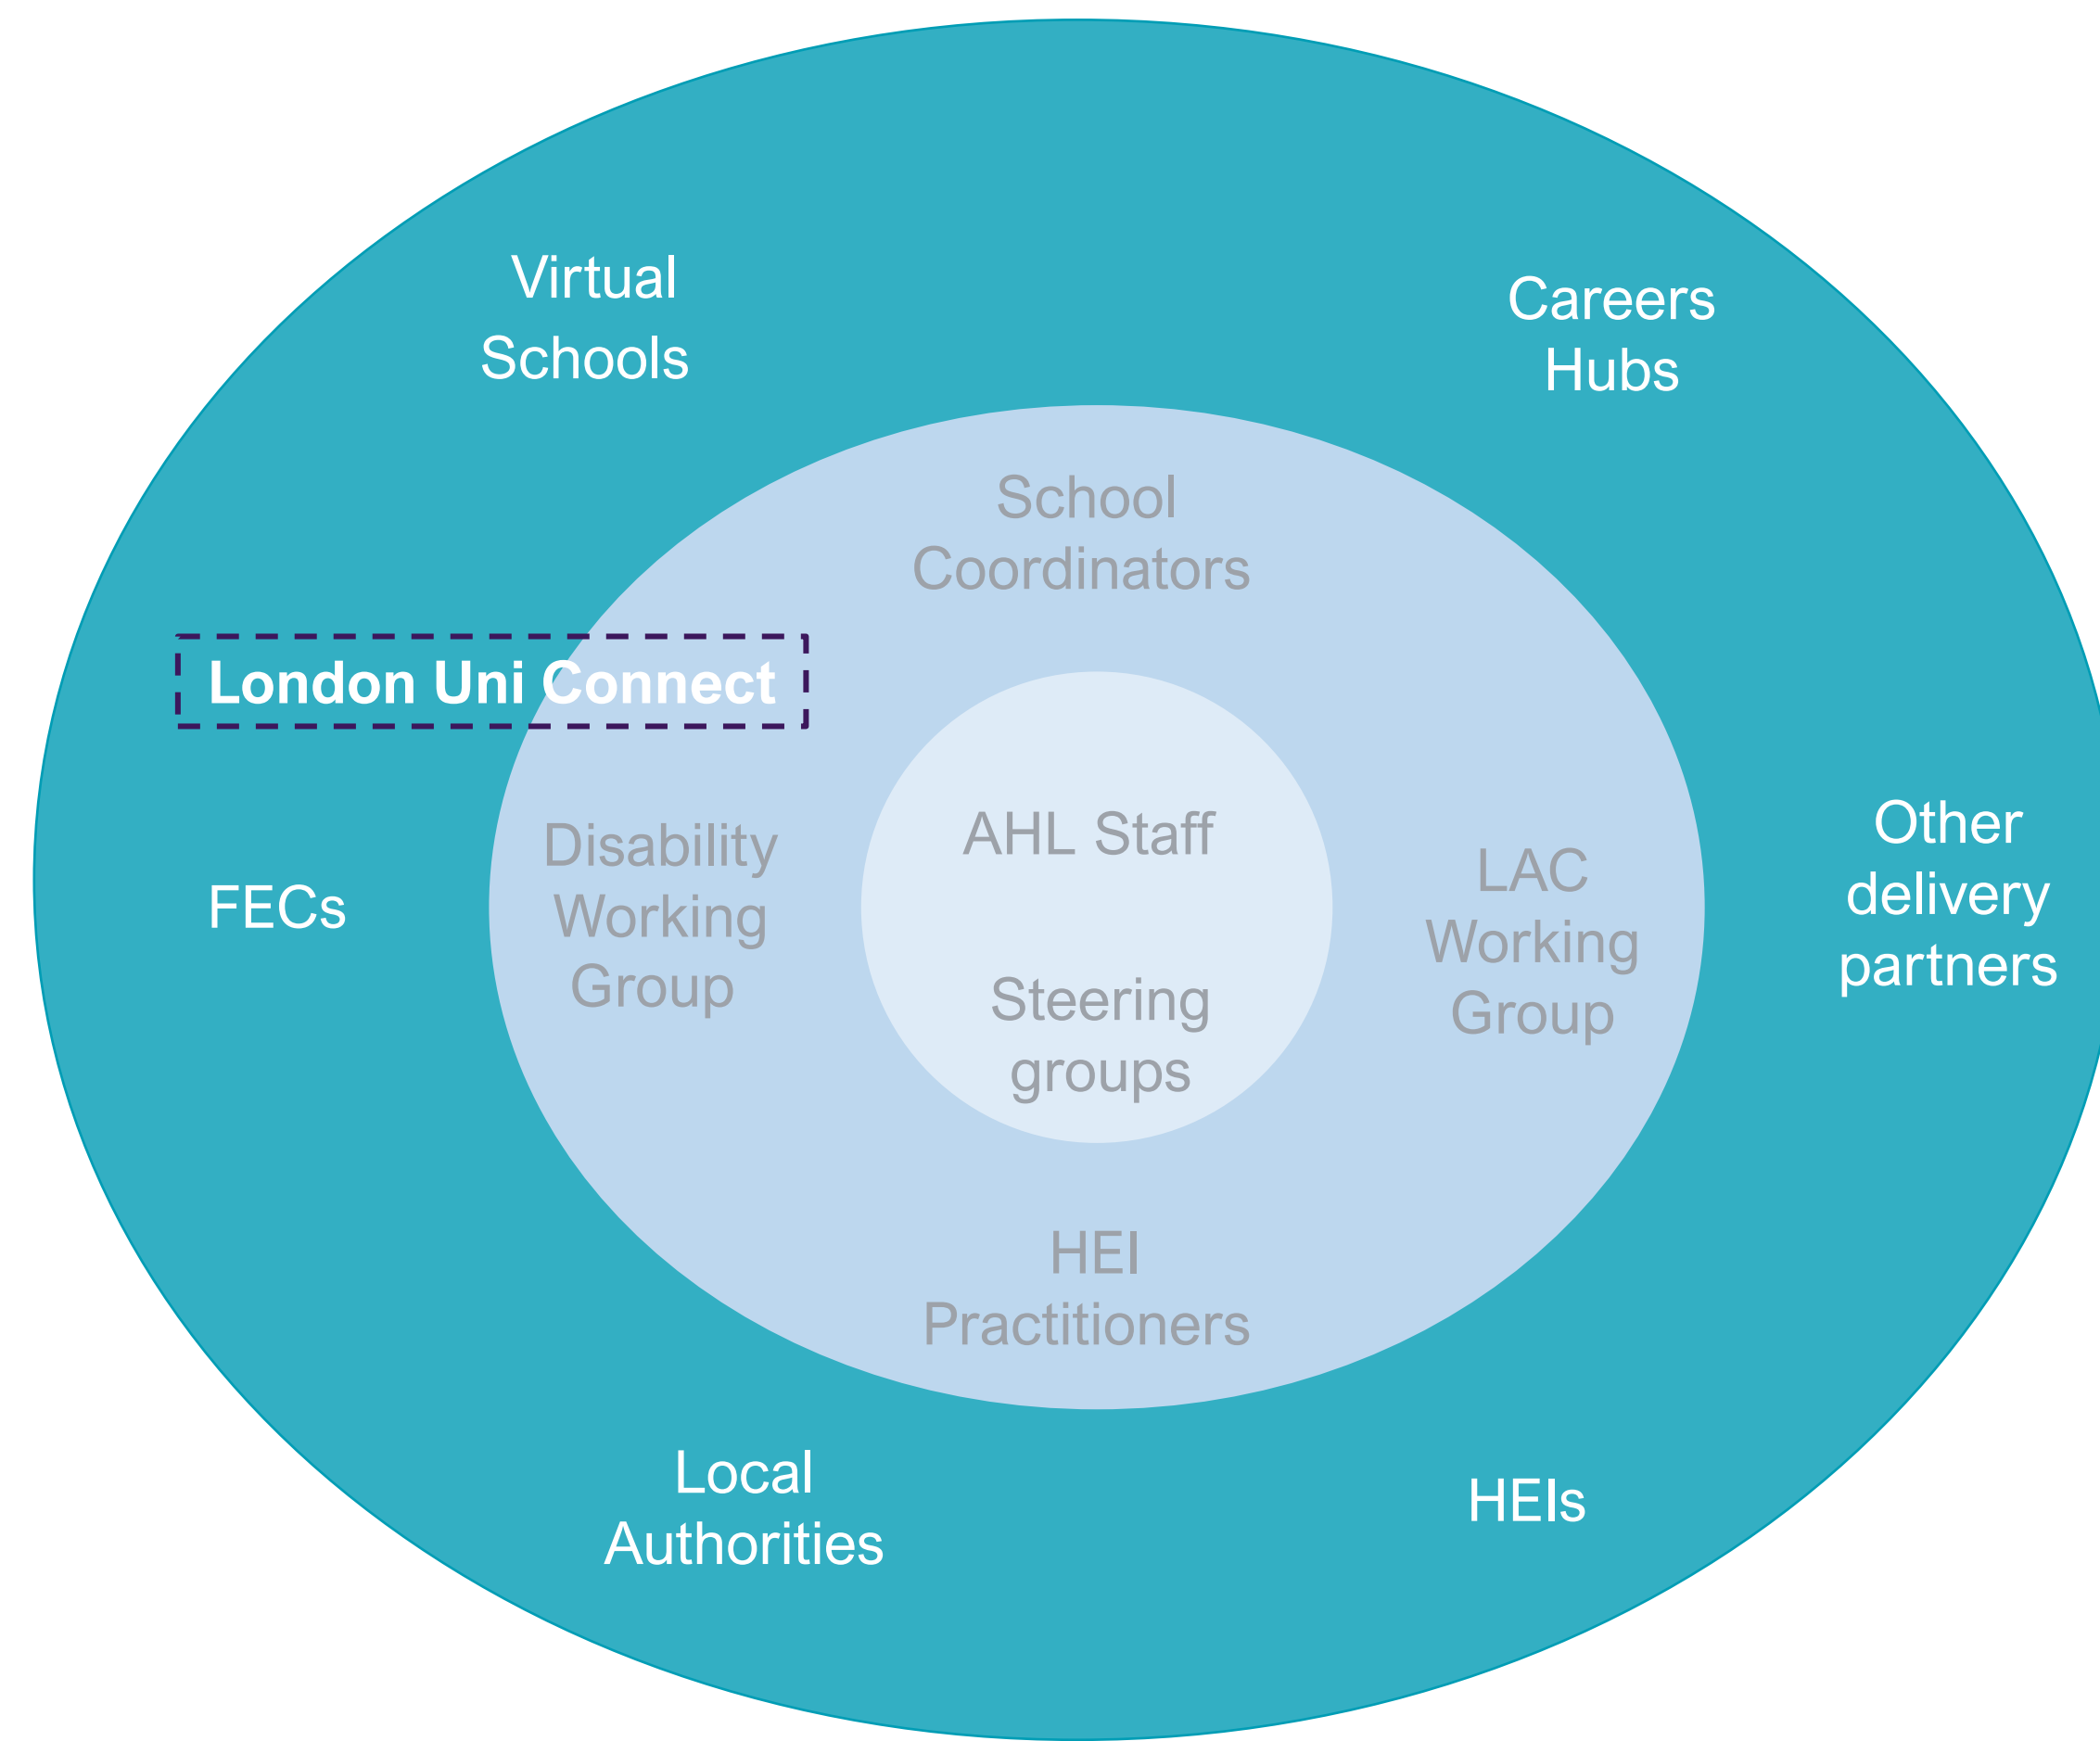 Virtual
Schools
Careers
Hubs
School
Coordinators
London Uni Connect
Disability
Working
Group
AHL Staff
Steering
groups
LAC
Working
Group
Other
delivery
partners
FECs
HEI
Practitioners
Local
Authorities
HEIs